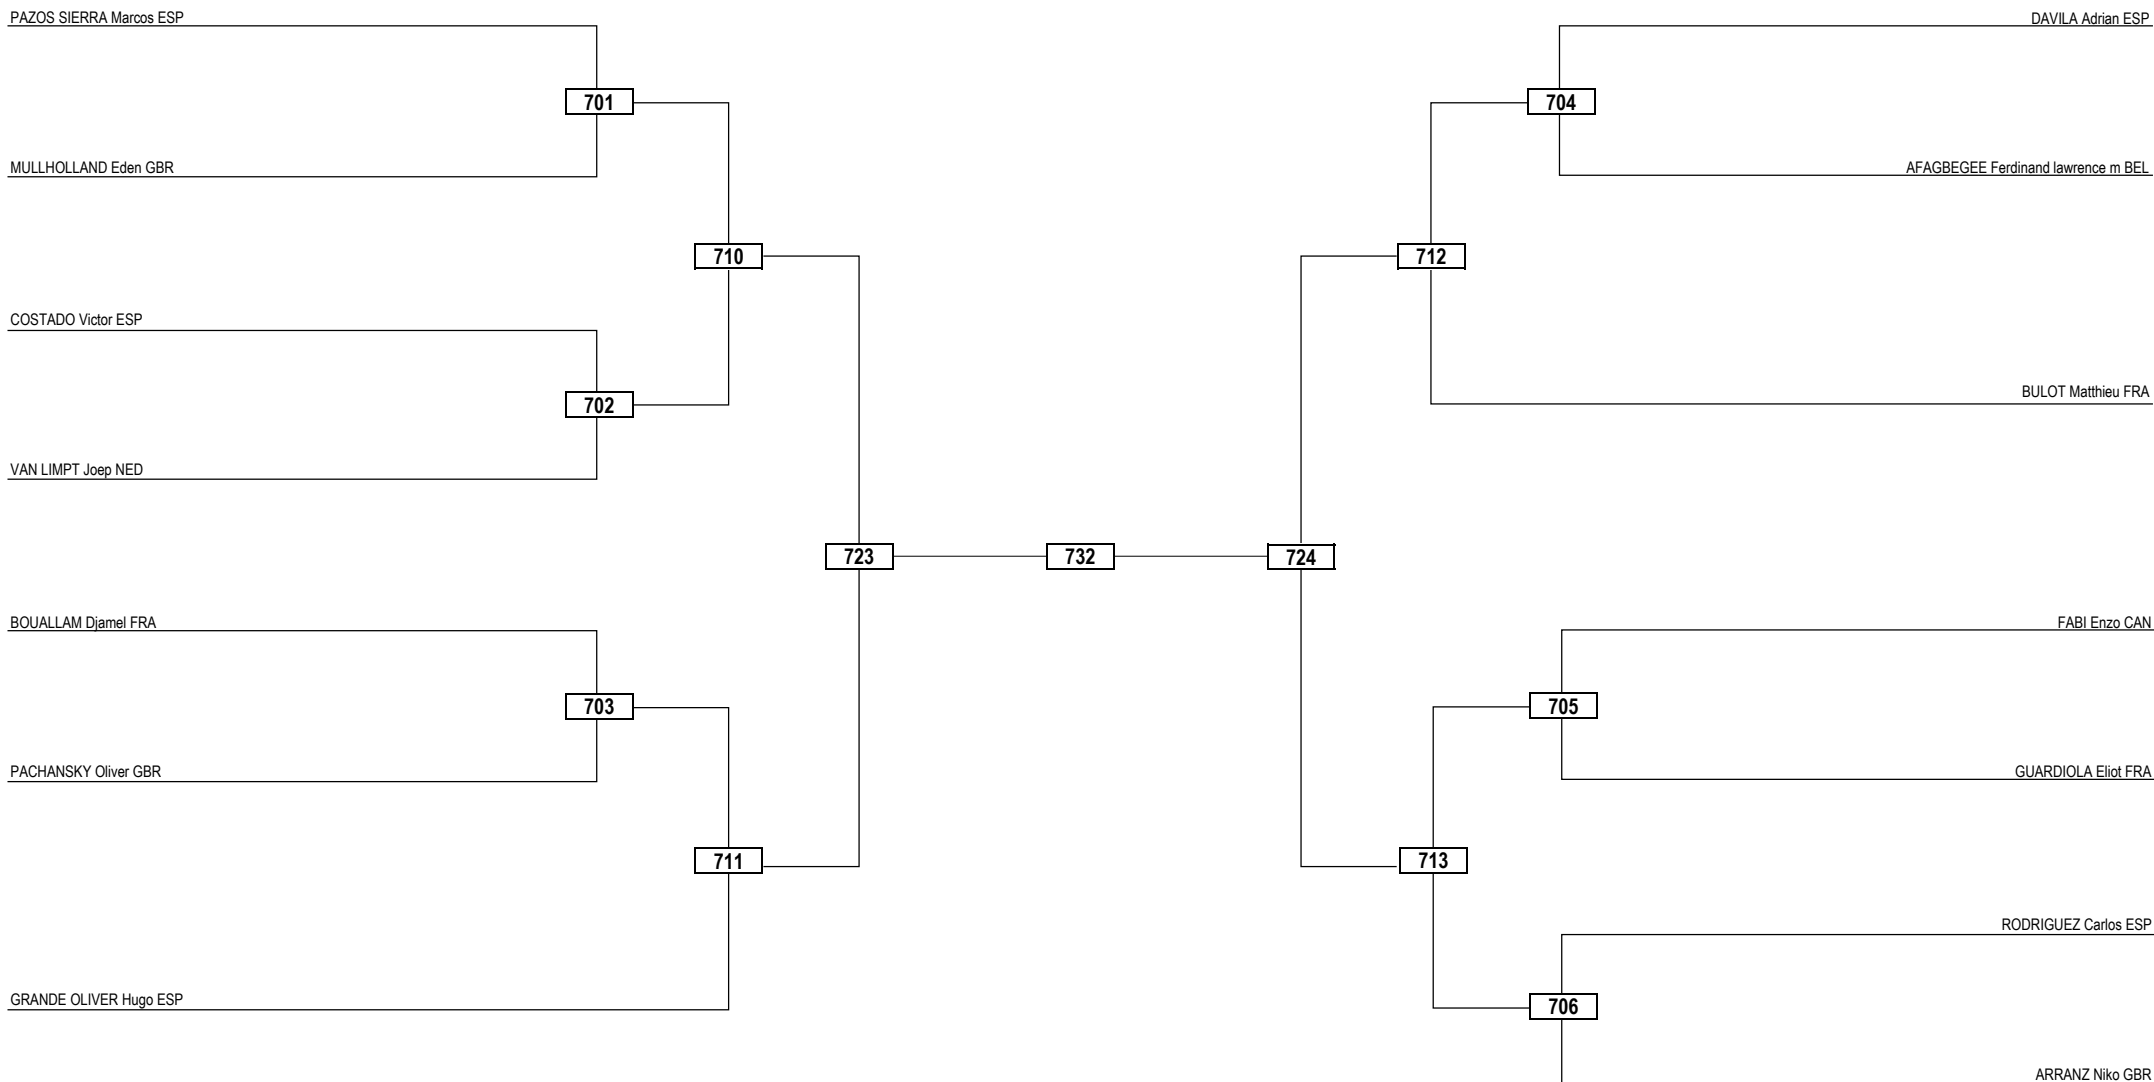 PAZOS SIERRA Marcos ESP
DAVILA Adrian ESP
701
704
MULLHOLLAND Eden GBR
AFAGBEGEE Ferdinand lawrence m BEL
710
712
COSTADO Victor ESP
BULOT Matthieu FRA
702
VAN LIMPT Joep NED
723
732
724
BOUALLAM Djamel FRA
FABI Enzo CAN
703
705
PACHANSKY Oliver GBR
GUARDIOLA Eliot FRA
711
713
RODRIGUEZ Carlos ESP
GRANDE OLIVER Hugo ESP
706
ARRANZ Niko GBR